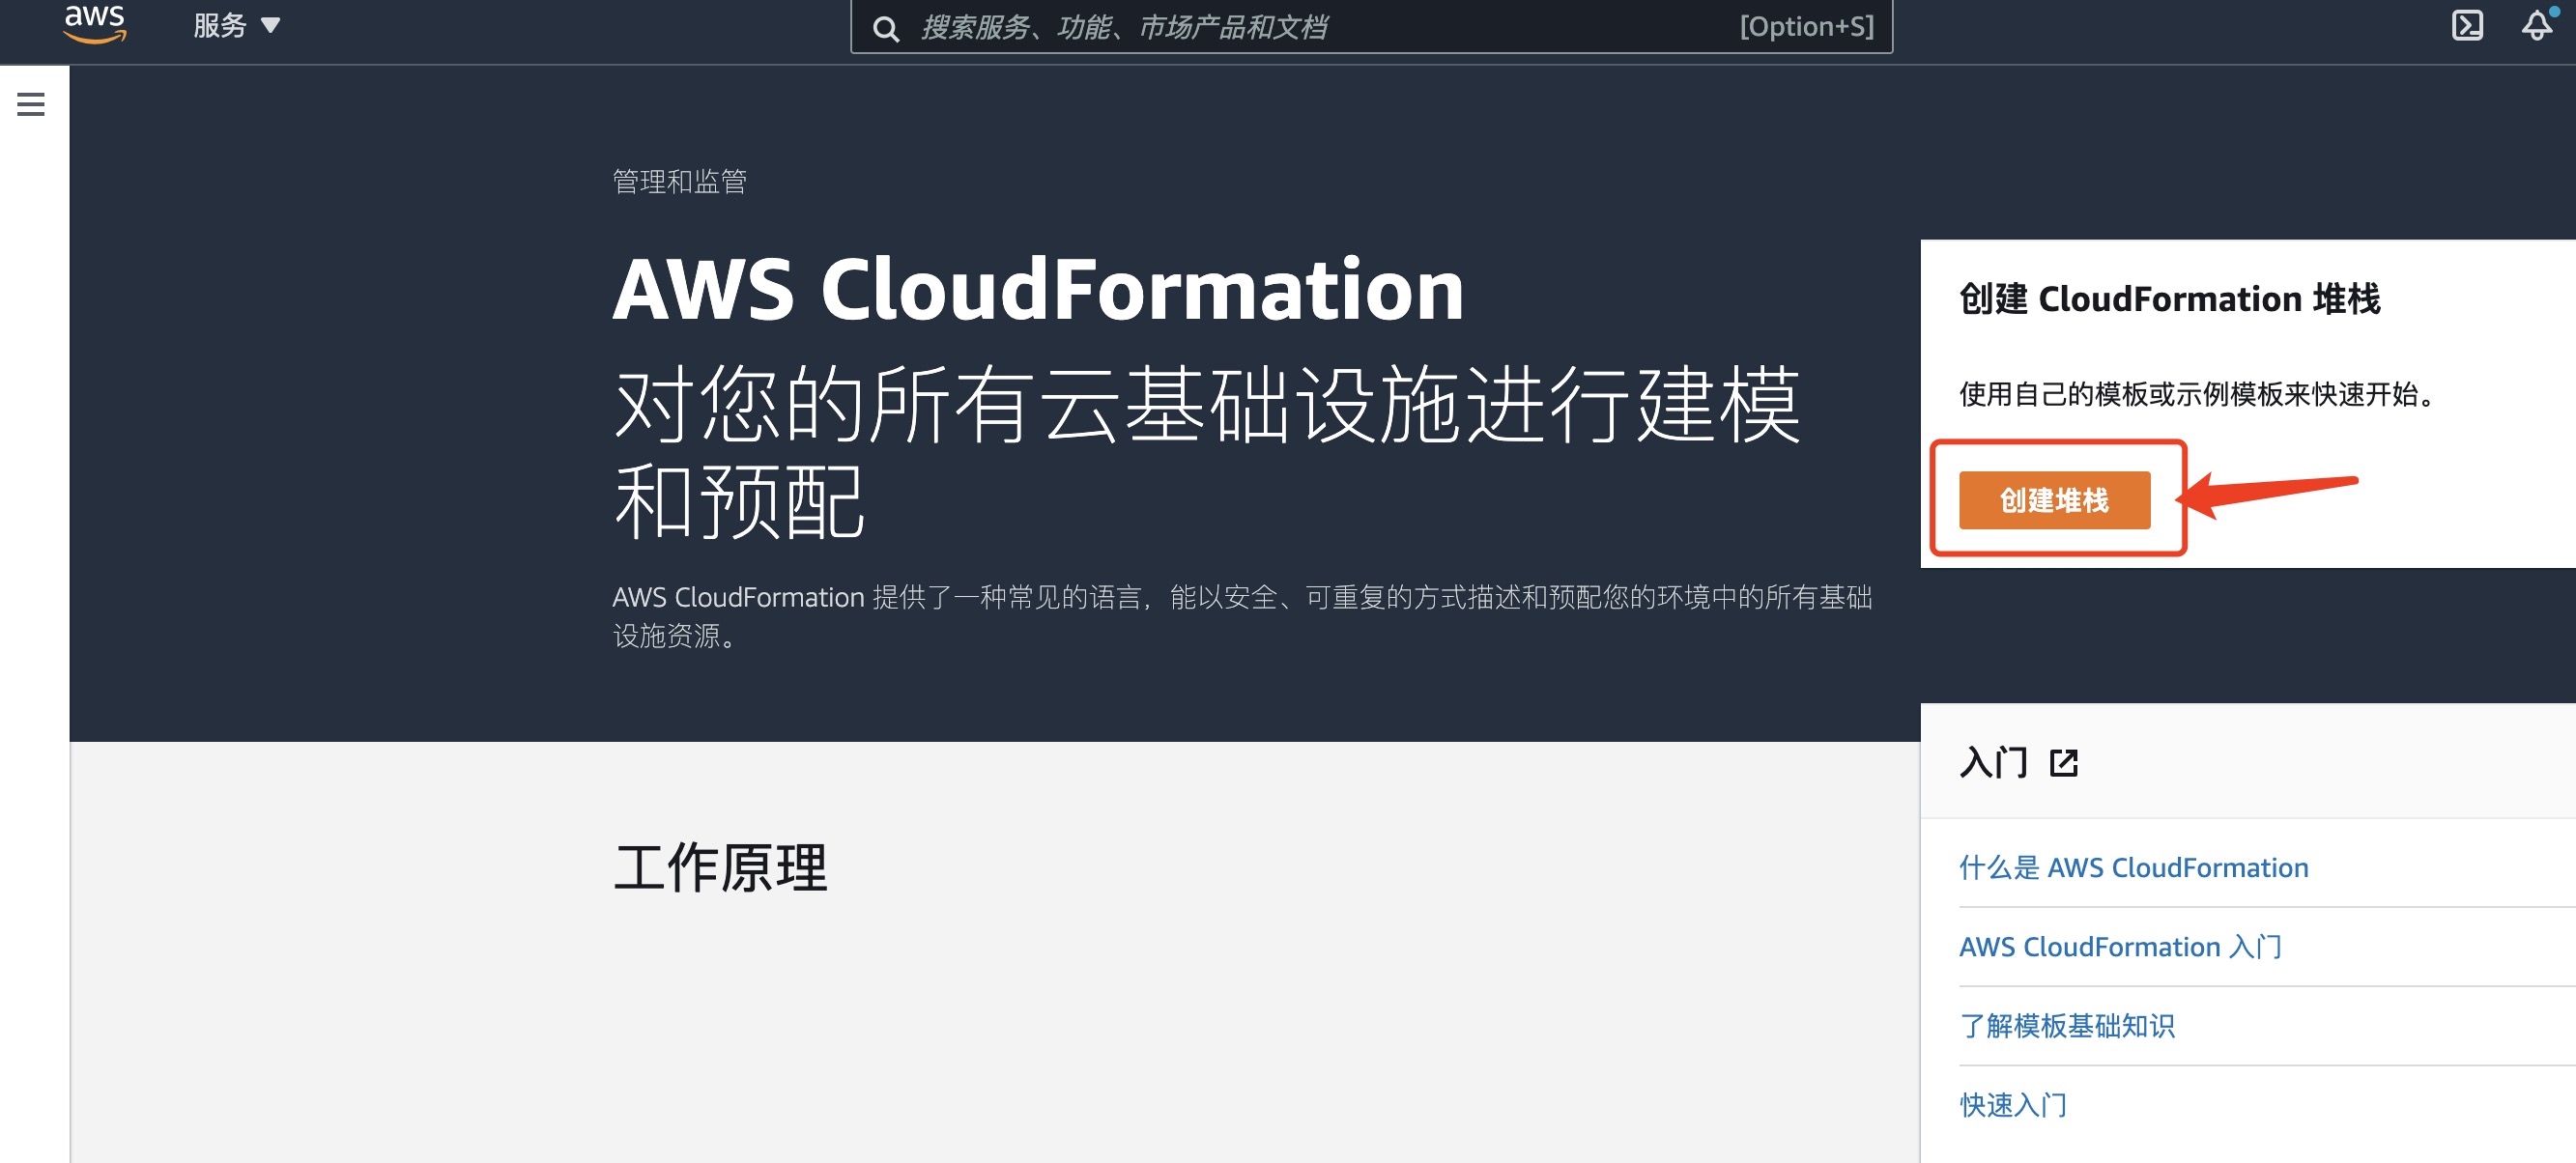 aws
服务
搜索服务、功能、市场产品和文档
[Option+S]
管理和监管
AWS CloudFormation
对您的所有云基础设施进行建模
和预配
AWS CloudFormation 提供了一种常见的语言，能以安全、可重复的方式描述和预配您的环境中的所有基础
设施资源。
创建 CloudFormation 堆栈
使用自己的模板或示例模板来快速开始。
创建堆栈
工作原理
入门
什么是 AWS CloudFormation
AWS CloudFormation 入门
了解模板基础知识
快速入门